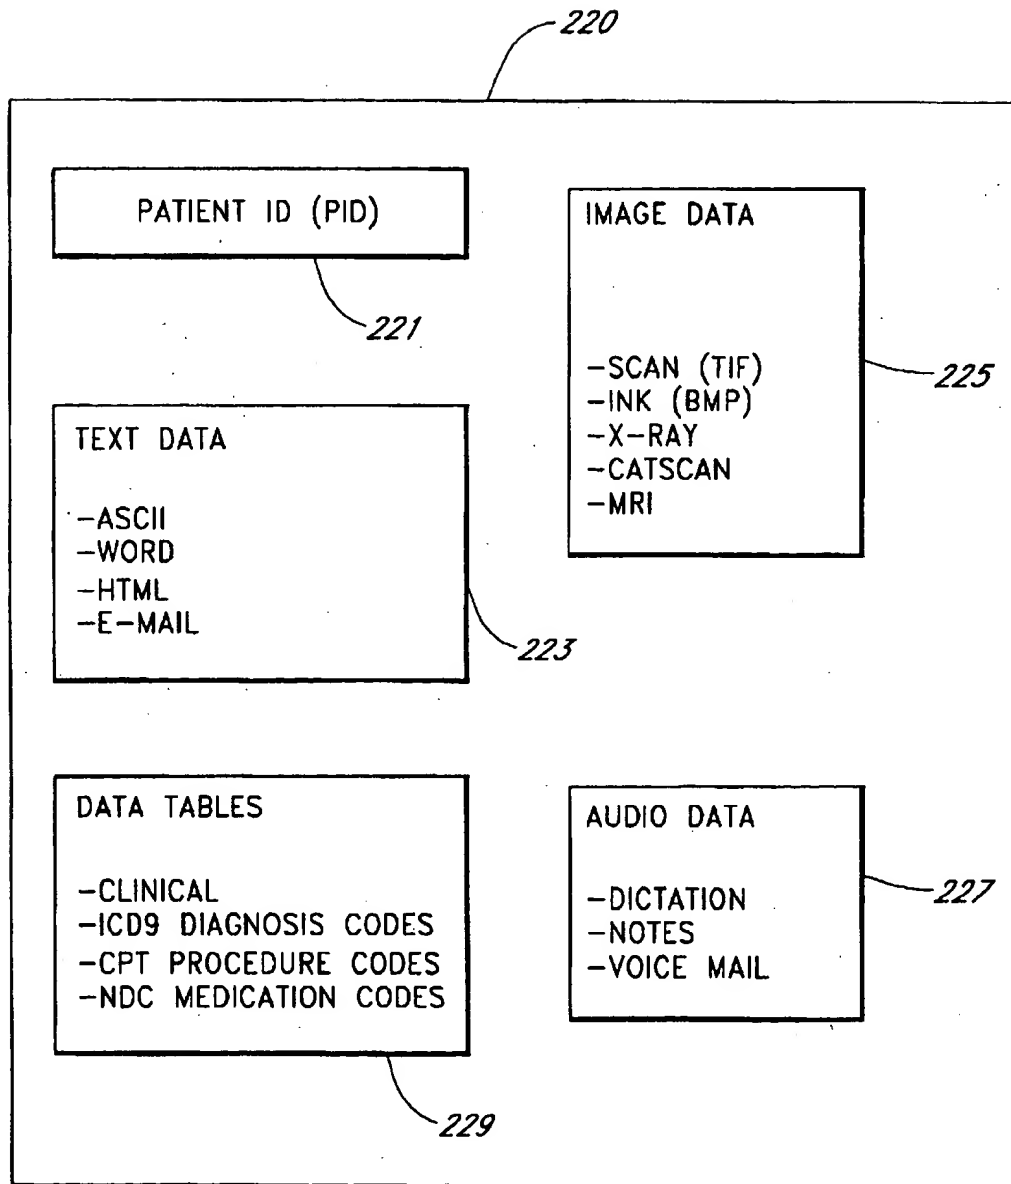 220
PATIENT ID (PID)
221
IMAGE DATA
-SCAN (TIF)
-INK (BMP)
-X-RAY
-CATSCAN
-MRI
225
TEXT DATA
-ASCII
-WORD
-HTML
-E-MAIL
223
DATA TABLES
-CLINICAL
-ICD9 DIAGNOSIS CODES
-CPT PROCEDURE CODES
-NDC MEDICATION CODES
229
AUDIO DATA
-DICTATION
-NOTES
-VOICE MAIL
227